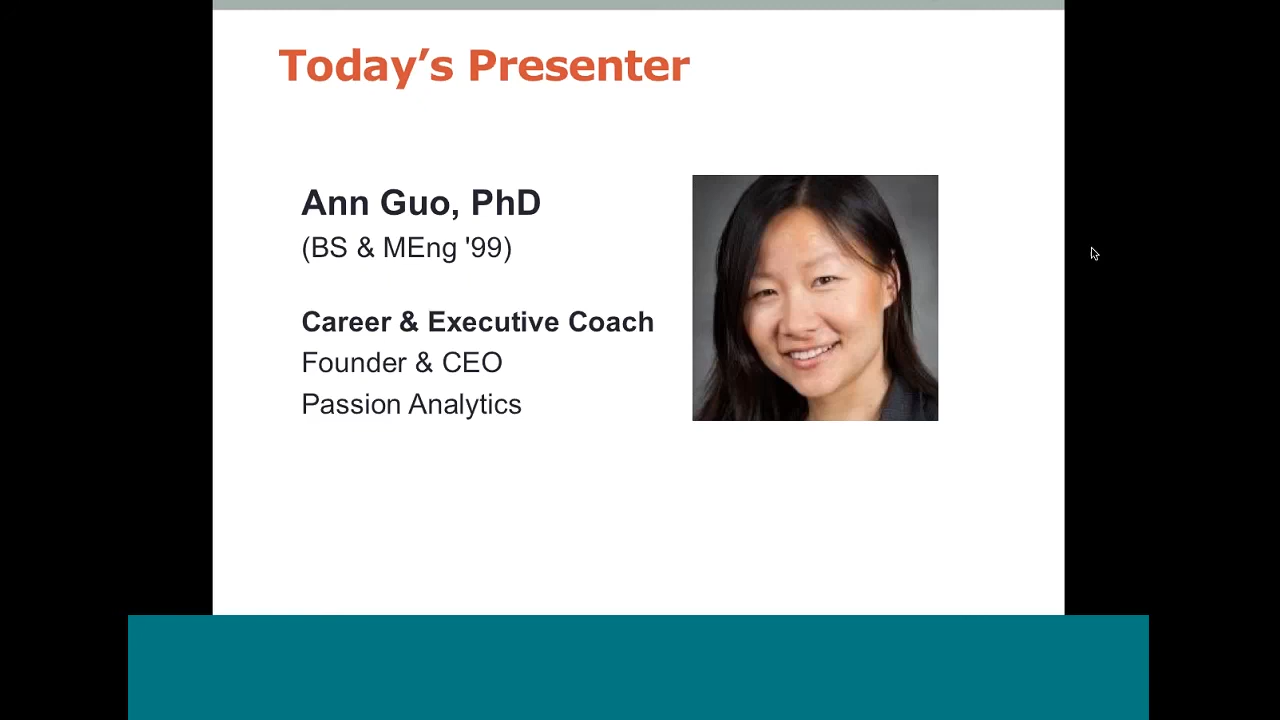 Today’s Presenter
Ann Guo, PhD
(BS & MEng '99)
Career & Executive Coach
Founder & CEO
Passion Analytics